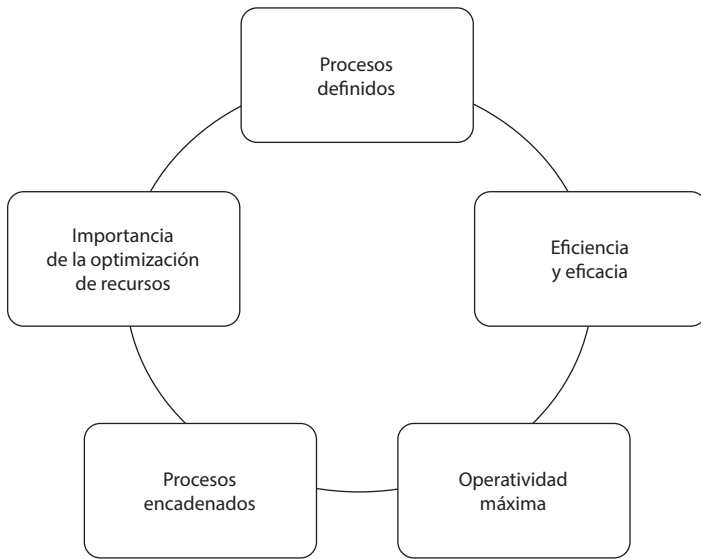 Procesos
definidos
Importancia
de la optimización
de recursos
Eficiencia
y eficacia
Procesos
encadenados
Operatividad
máxima